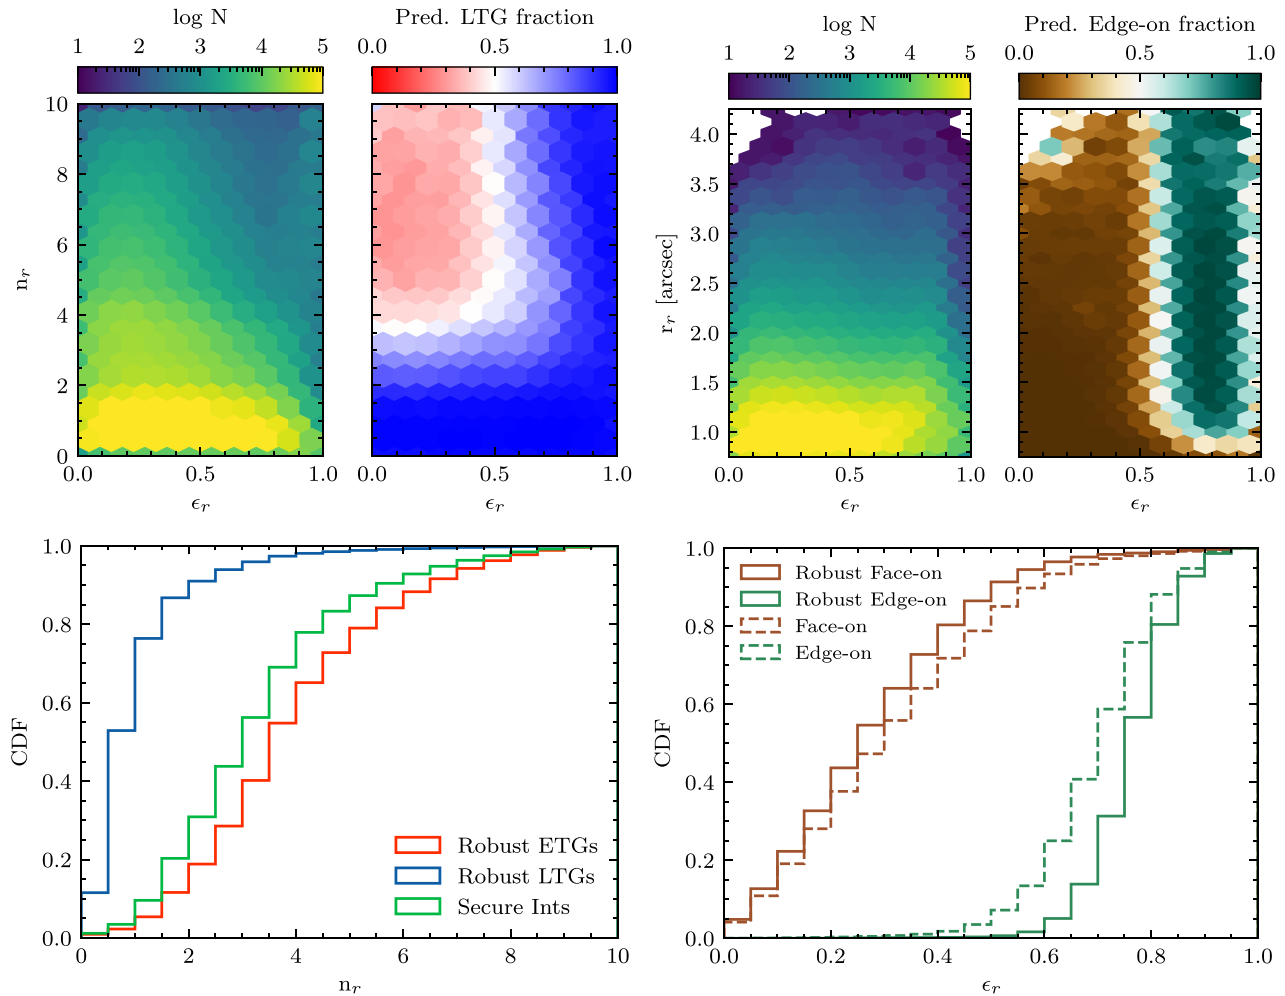 log N
1 2 3 4 5
Pred. LTG fraction
0.0 0.5 1.0
log N
1 2 3 4 5
Pred. Edge-on fraction
0.0 0.5 1.0
n_r
10
8
6
4
2
0
0.0 0.5 1.0
ϵ_r
0.0 0.5 1.0
ϵ_r
r_r [arcsec]
4.0
3.5
3.0
2.5
2.0
1.5
1.0
0.0 0.5 1.0
ϵ_r
0.0 0.5 1.0
ϵ_r
CDF
1.0
0.8
0.6
0.4
0.2
0.0
Robust ETGs
Robust LTGs
Secure Ints
0 2 4 6 8 10
n_r
CDF
1.0
0.8
0.6
0.4
0.2
0.0
Robust Face-on
Robust Edge-on
Face-on
Edge-on
0.0 0.2 0.4 0.6 0.8 1.0
ϵ_r